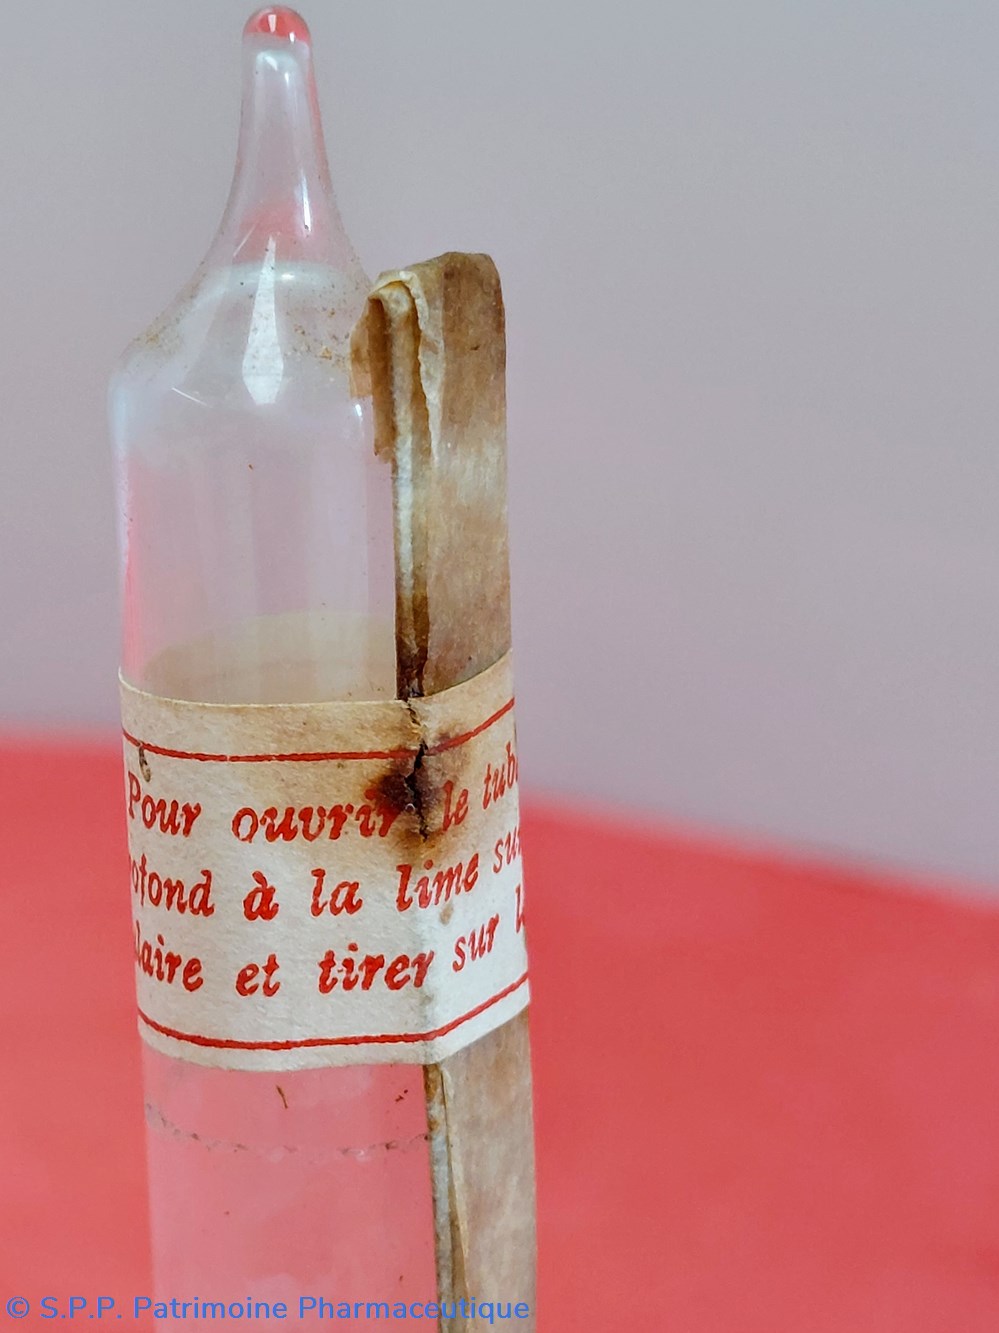 Pour ouvrir le tub
ofond à la lime su
laire et tirer sur l
© S.P.P. Patrimoine Pharmaceutique